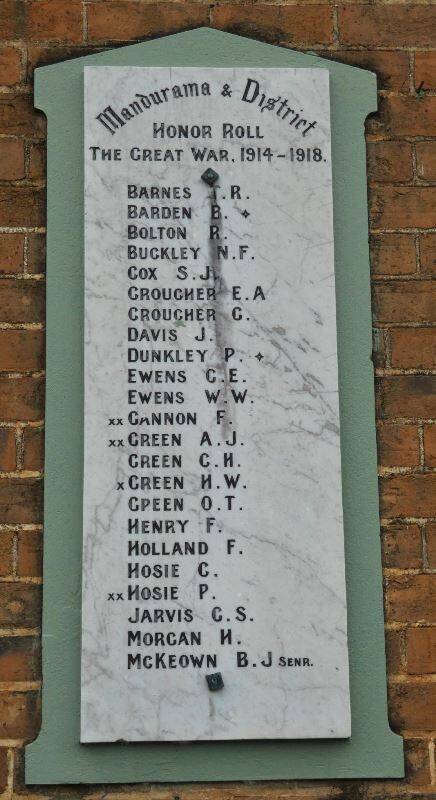 Mandurama & District
HONOR ROLL
THE GREAT WAR. 1914-1918.
BARNES T.R.
BARDEN B. ✦
BOLTON R.
BUCKLEY N.F.
COX S.J.
CROUCHER E.A
CROUCHER G.
DAVIS J.
DUNKLEY P. ✦
EWENS C.E.
EWENS W.W.
xx GANNON F.
xx GREEN A.J.
GREEN C.H.
x GREEN H.W.
GREEN O.T.
HENRY F.
HOLLAND F.
HOSIE C.
xx HOSIE P.
JARVIS G.S.
MORGAN H.
McKEOWN B.J SENR.